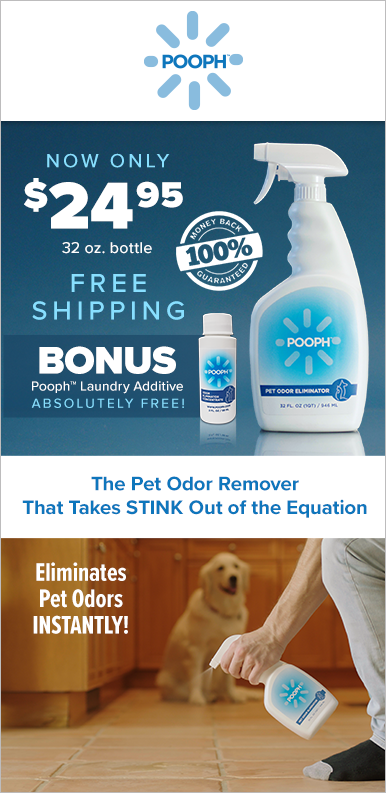 POOPH™
NOW ONLY
$24.95
32 oz. bottle
FREE
SHIPPING
MONEY BACK
100%
GUARANTEED
BONUS
Pooph™ Laundry Additive
ABSOLUTELY FREE!
POOPH
POOPH
PET ODOR ELIMINATOR
32 FL. OZ (1QT) / 946 ML
The Pet Odor Remover
That Takes STINK Out of the Equation
Eliminates
Pet Odors
INSTANTLY!
POOPH